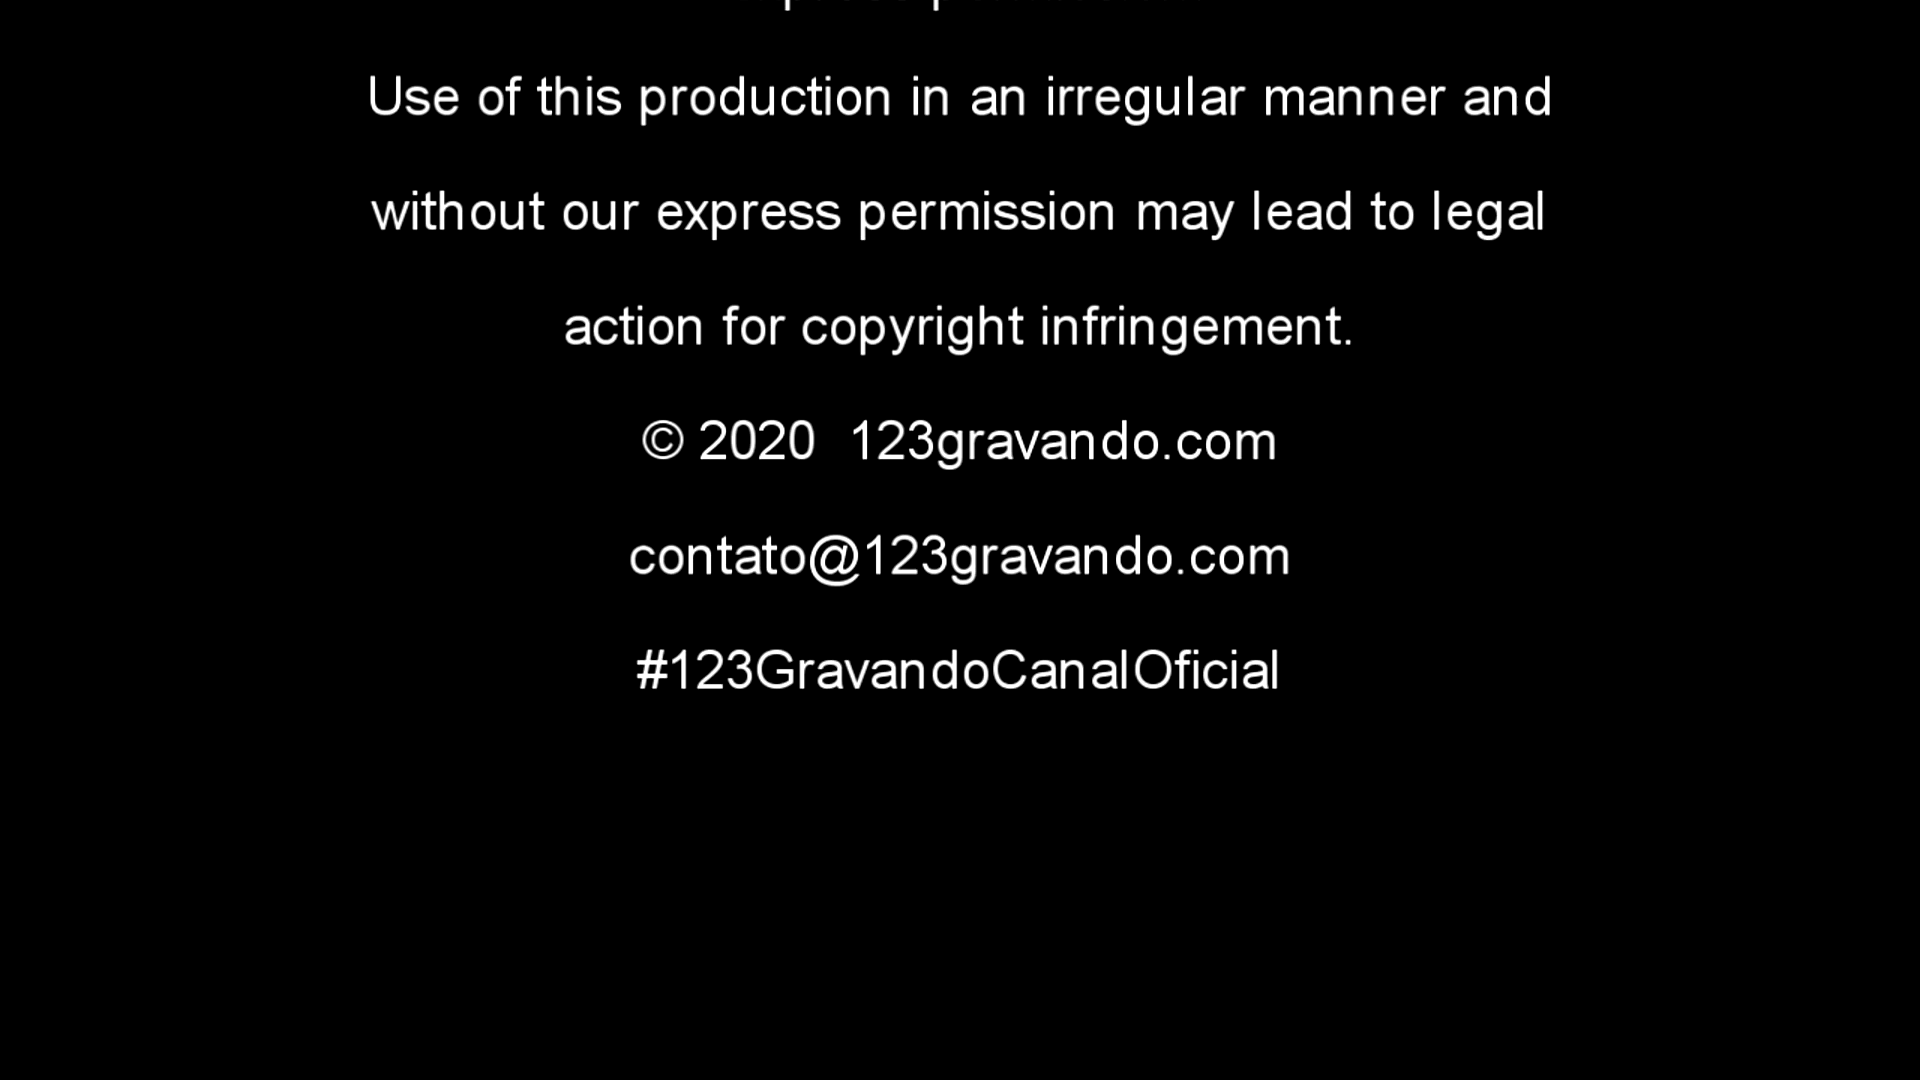 Use of this production in an irregular manner and
without our express permission may lead to legal
action for copyright infringement.
© 2020  123gravando.com
contato@123gravando.com
#123GravandoCanalOficial